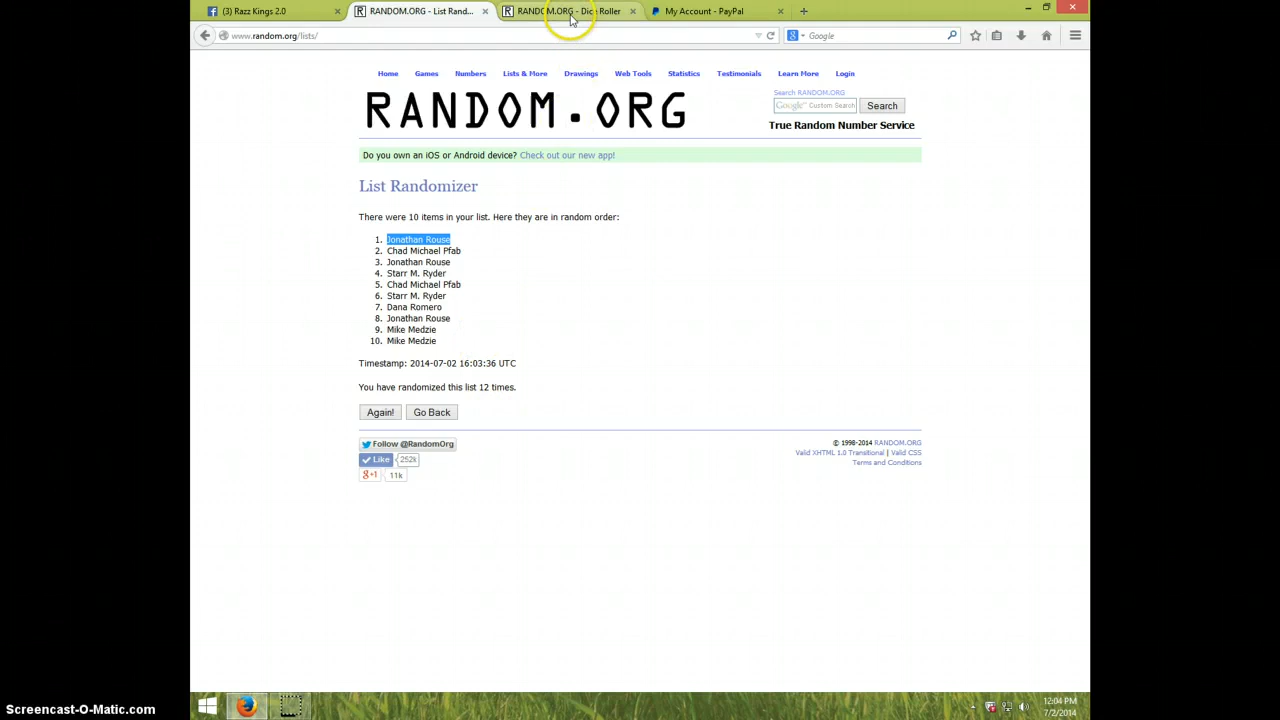 (3) Razz Kings 2.0
RANDOM.ORG - List Rand...
RANDOM.ORG - Dice Roller
My Account - PayPal
www.random.org/lists/
Google
Home Games Numbers Lists & More Drawings Web Tools Statistics Testimonials Learn More Login
RANDOM.ORG
Search RANDOM.ORG
Google™ Custom Search
Search
True Random Number Service
Do you own an iOS or Android device? Check out our new app!
List Randomizer
There were 10 items in your list. Here they are in random order:
1. Jonathan Rouse
2. Chad Michael Pfab
3. Jonathan Rouse
4. Starr M. Ryder
5. Chad Michael Pfab
6. Starr M. Ryder
7. Dana Romero
8. Jonathan Rouse
9. Mike Medzie
10. Mike Medzie
Timestamp: 2014-07-02 16:03:36 UTC
You have randomized this list 12 times.
Again! Go Back
Follow @RandomOrg
Like 252k
g+1 11k
© 1998-2014 RANDOM.ORG
Valid XHTML 1.0 Transitional | Valid CSS
Terms and Conditions
12:04 PM
7/2/2014
Screencast-O-Matic.com